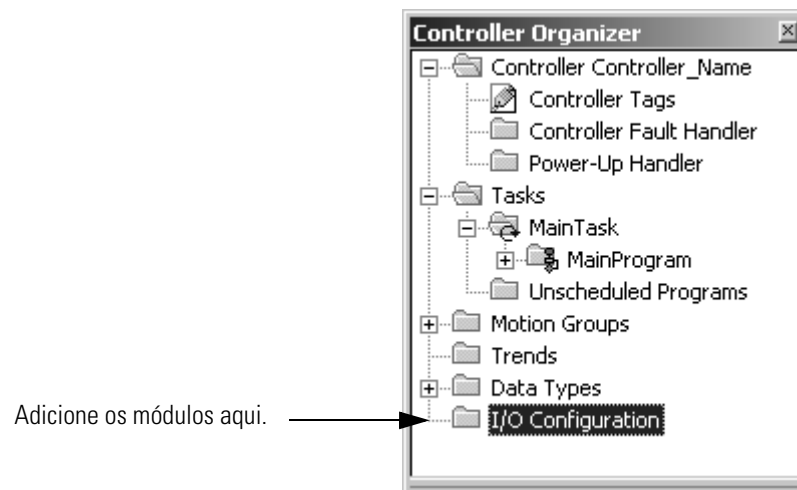 Controller Organizer
Controller Controller_Name
Controller Tags
Controller Fault Handler
Power-Up Handler
Tasks
MainTask
MainProgram
Unscheduled Programs
Motion Groups
Trends
Data Types
Adicione os módulos aqui.
I/O Configuration